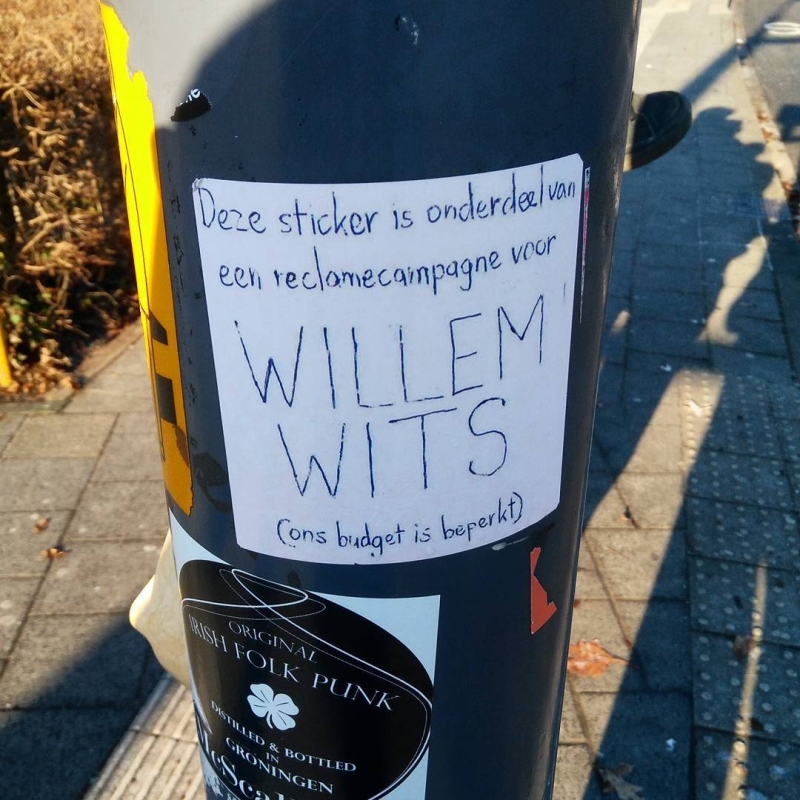 Deze sticker is onderdeel van
een reclamecampagne voor
WILLEM
WITS
(ons budget is beperkt)
ORIGINAL
IRISH FOLK PUNK
DISTILLED & BOTTLED
IN
GRONINGEN